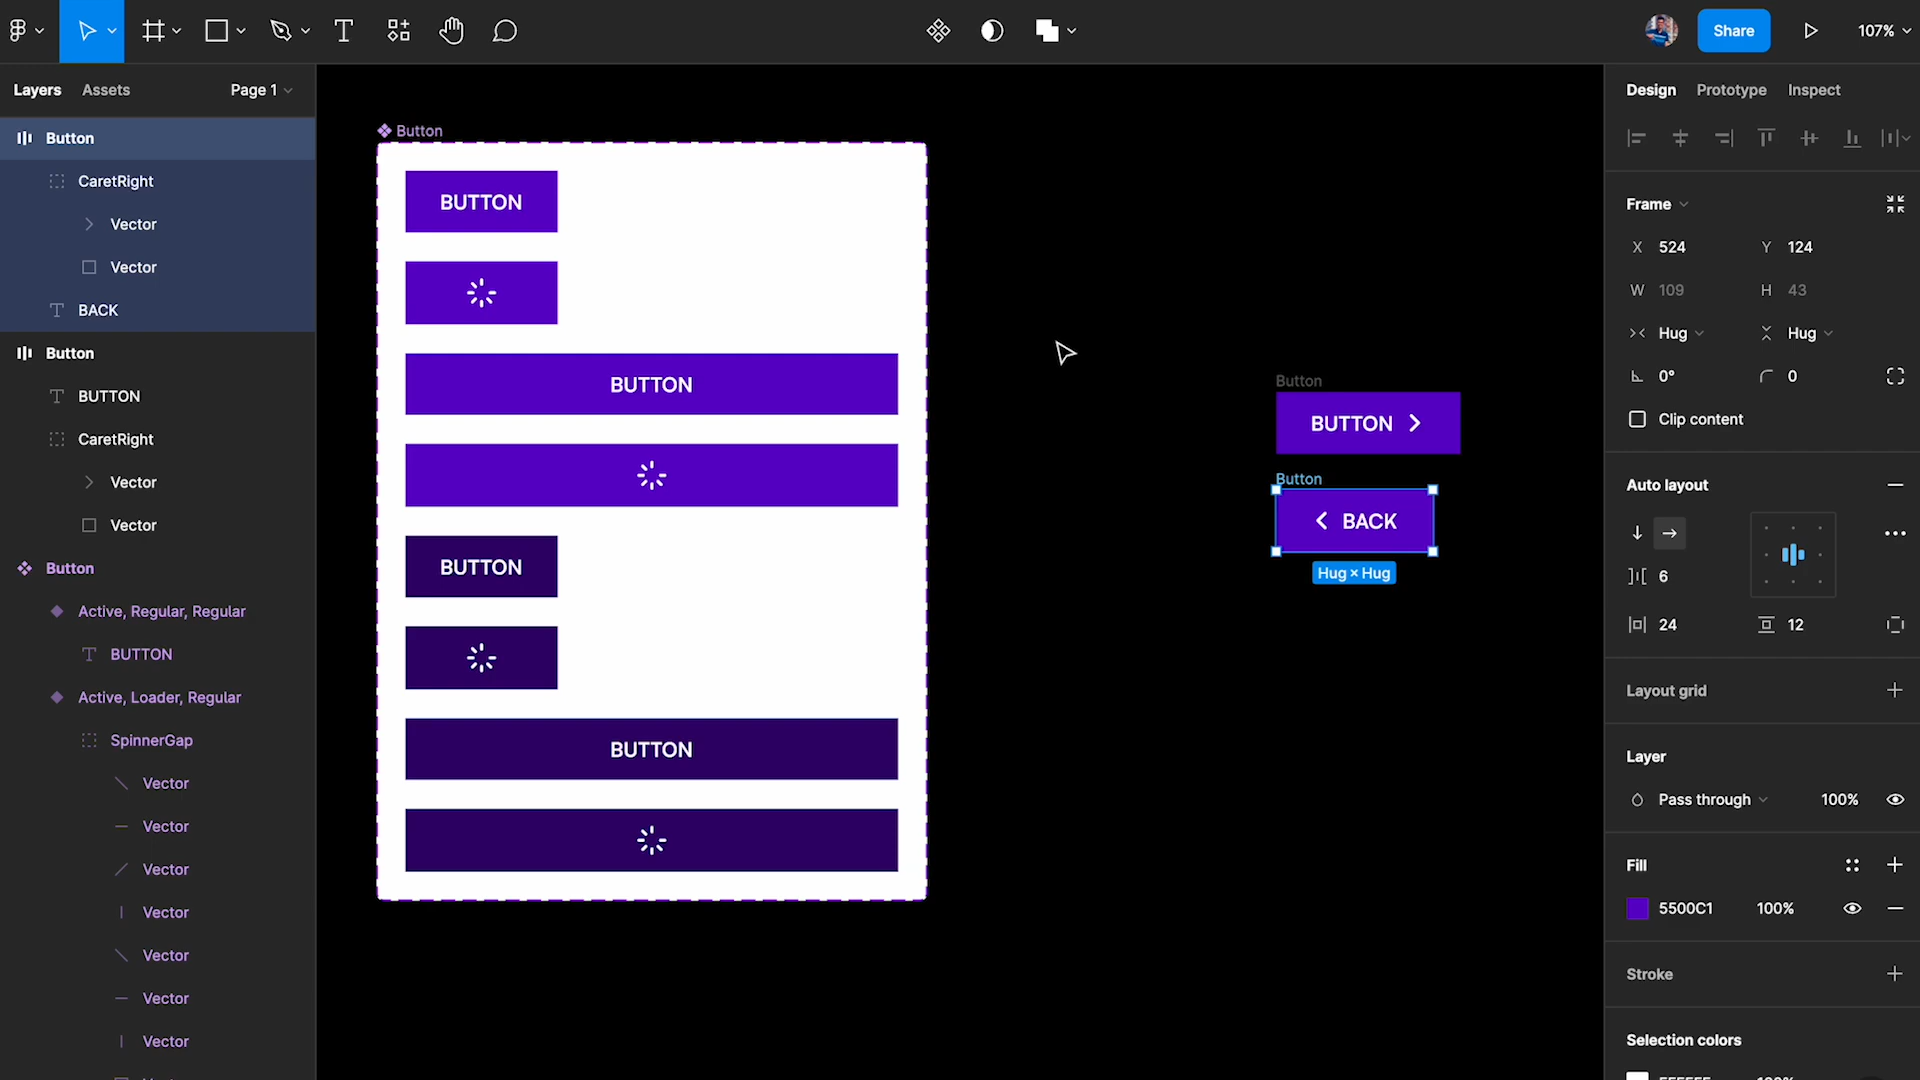 Share
107%
Layers
Assets
Page 1
Button
CaretRight
Vector
Vector
BACK
Button
BUTTON
CaretRight
Vector
Vector
Button
Active, Regular, Regular
BUTTON
Active, Loader, Regular
SpinnerGap
Vector
Vector
Vector
Vector
Vector
Vector
Vector
Button
BUTTON
BUTTON
BUTTON
BUTTON
Button
BUTTON
Button
BACK
Hug × Hug
Design
Prototype
Inspect
Frame
X 524
Y 124
W 109
H 43
Hug
Hug
0°
0
Clip content
Auto layout
6
24
12
Layout grid
Layer
Pass through
100%
Fill
5500C1
100%
Stroke
Selection colors